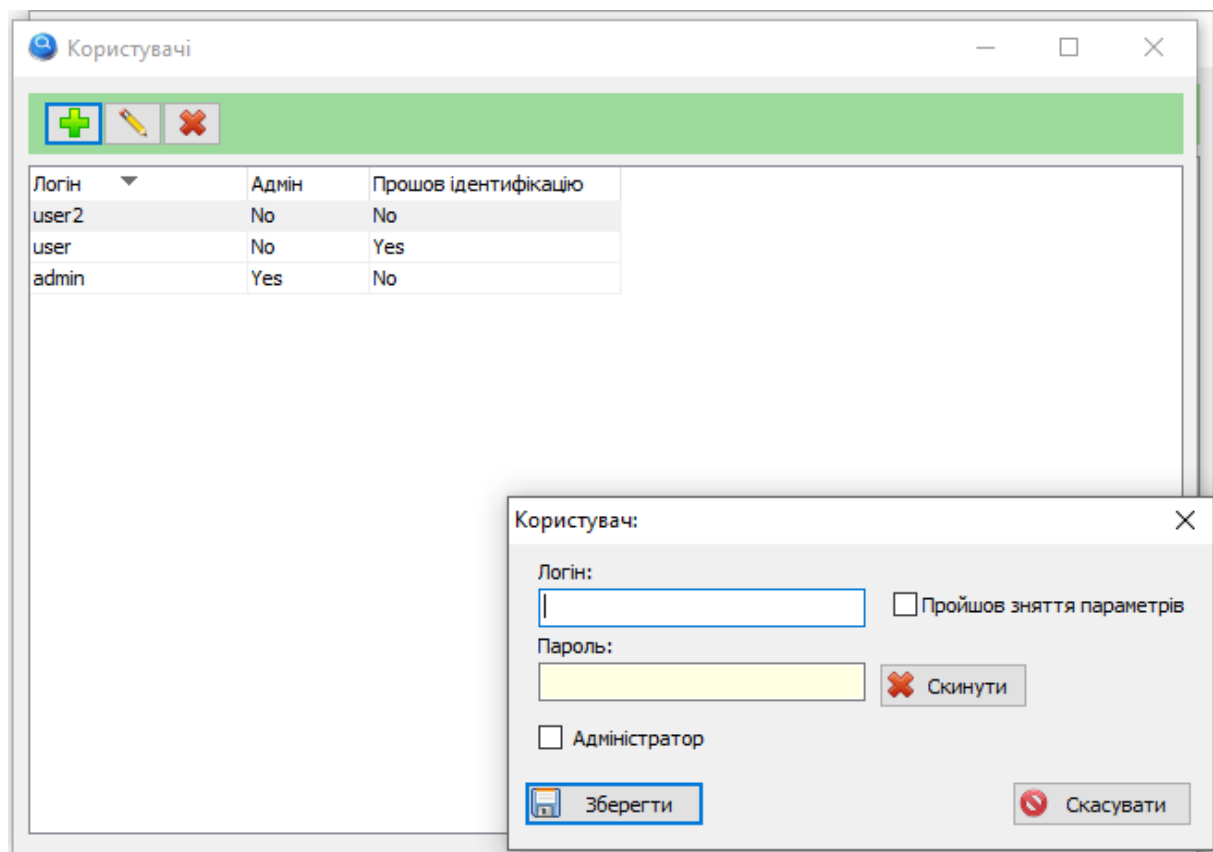 Користувачі
Логін Адмін Прошов ідентифікацію
user2 No No
user No Yes
admin Yes No
Користувач:
Логін:
Пройшов зняття параметрів
Пароль:
Скинути
Адміністратор
Зберегти Скасувати